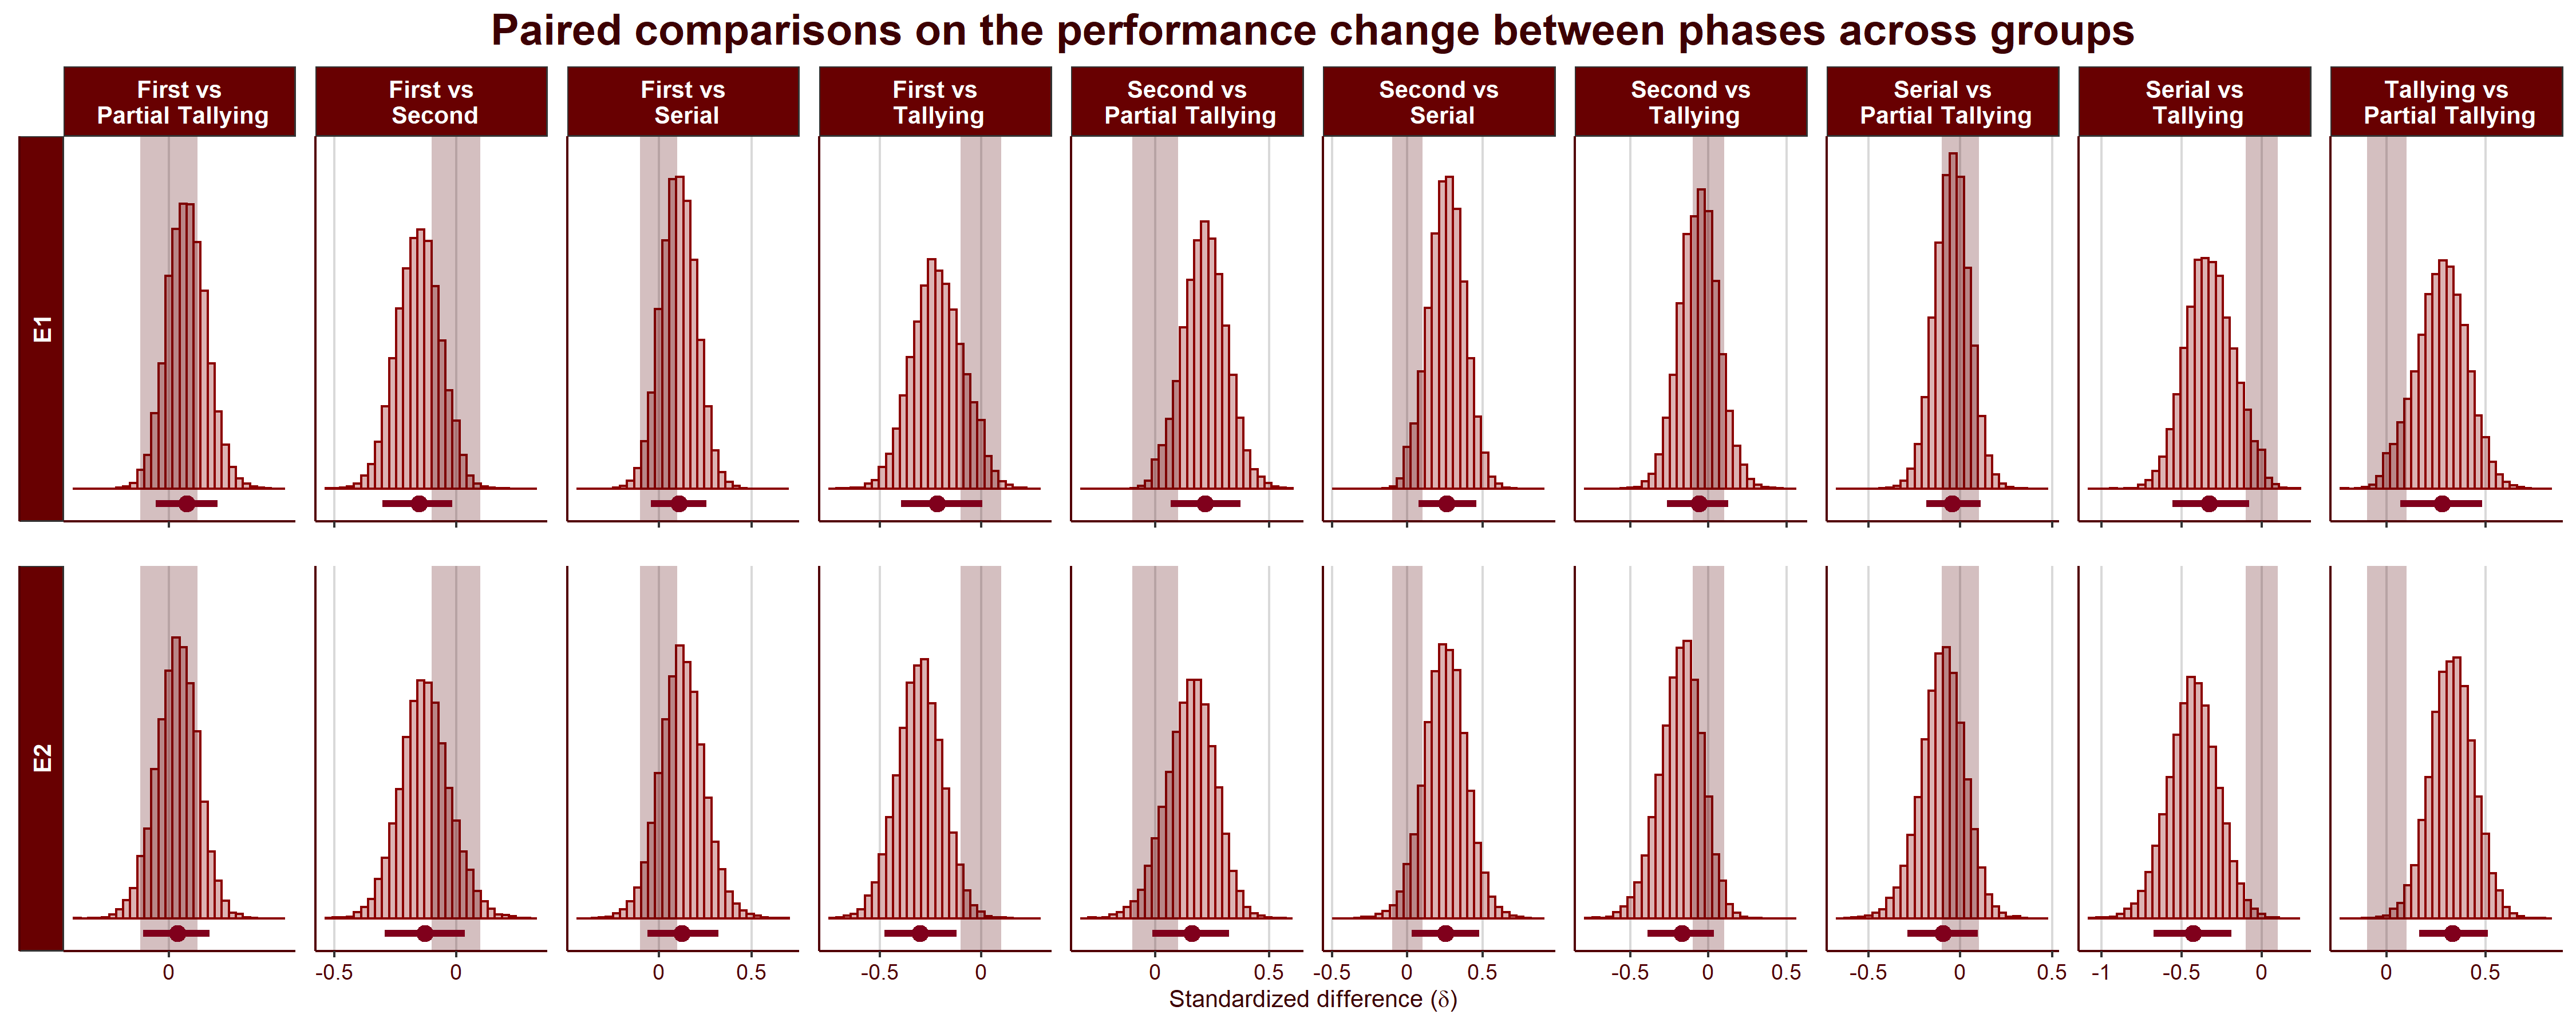 Paired comparisons on the performance change between phases across groups
First vs
Partial Tallying
First vs
Second
First vs
Serial
First vs
Tallying
Second vs
Partial Tallying
Second vs
Serial
Second vs
Tallying
Serial vs
Partial Tallying
Serial vs
Tallying
Tallying vs
Partial Tallying
E1
E2
0
-0.5 0
0 0.5
-0.5 0
0 0.5
-0.5 0 0.5
-0.5 0 0.5
-0.5 0 0.5
-1 -0.5 0
0 0.5
Standardized difference (δ)